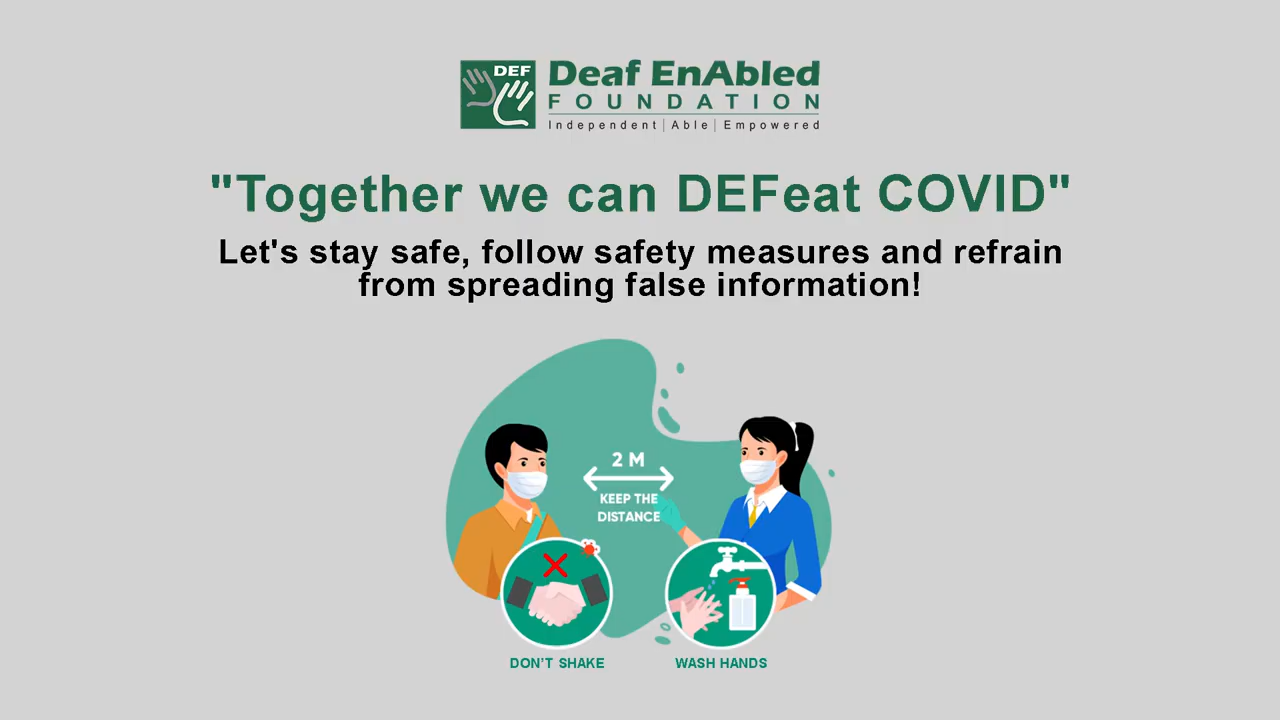 DEF
Deaf EnAbled
FOUNDATION
Independent | Able | Empowered
"Together we can DEFeat COVID"
Let's stay safe, follow safety measures and refrain
from spreading false information!
2 M
KEEP THE
DISTANCE
DON'T SHAKE
WASH HANDS